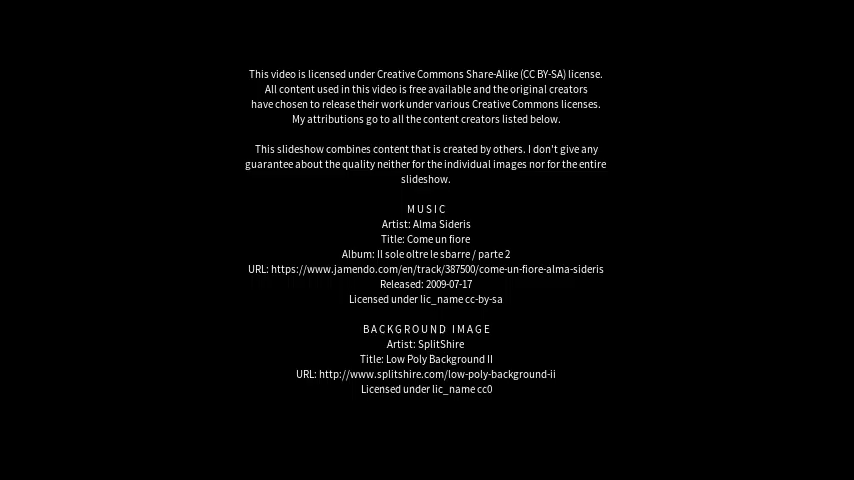 This video is licensed under Creative Commons Share-Alike (CC BY-SA) license.
All content used in this video is free available and the original creators
have chosen to release their work under various Creative Commons licenses.
My attributions go to all the content creators listed below.
This slideshow combines content that is created by others. I don't give any
guarantee about the quality neither for the individual images nor for the entire
slideshow.
MUSIC
Artist: Alma Sideris
Title: Come un fiore
Album: Il sole oltre le sbarre / parte 2
URL: https://www.jamendo.com/en/track/387500/come-un-fiore-alma-sideris
Released: 2009-07-17
Licensed under lic_name cc-by-sa
BACKGROUND IMAGE
Artist: SplitShire
Title: Low Poly Background II
URL: http://www.splitshire.com/low-poly-background-ii
Licensed under lic_name cc0